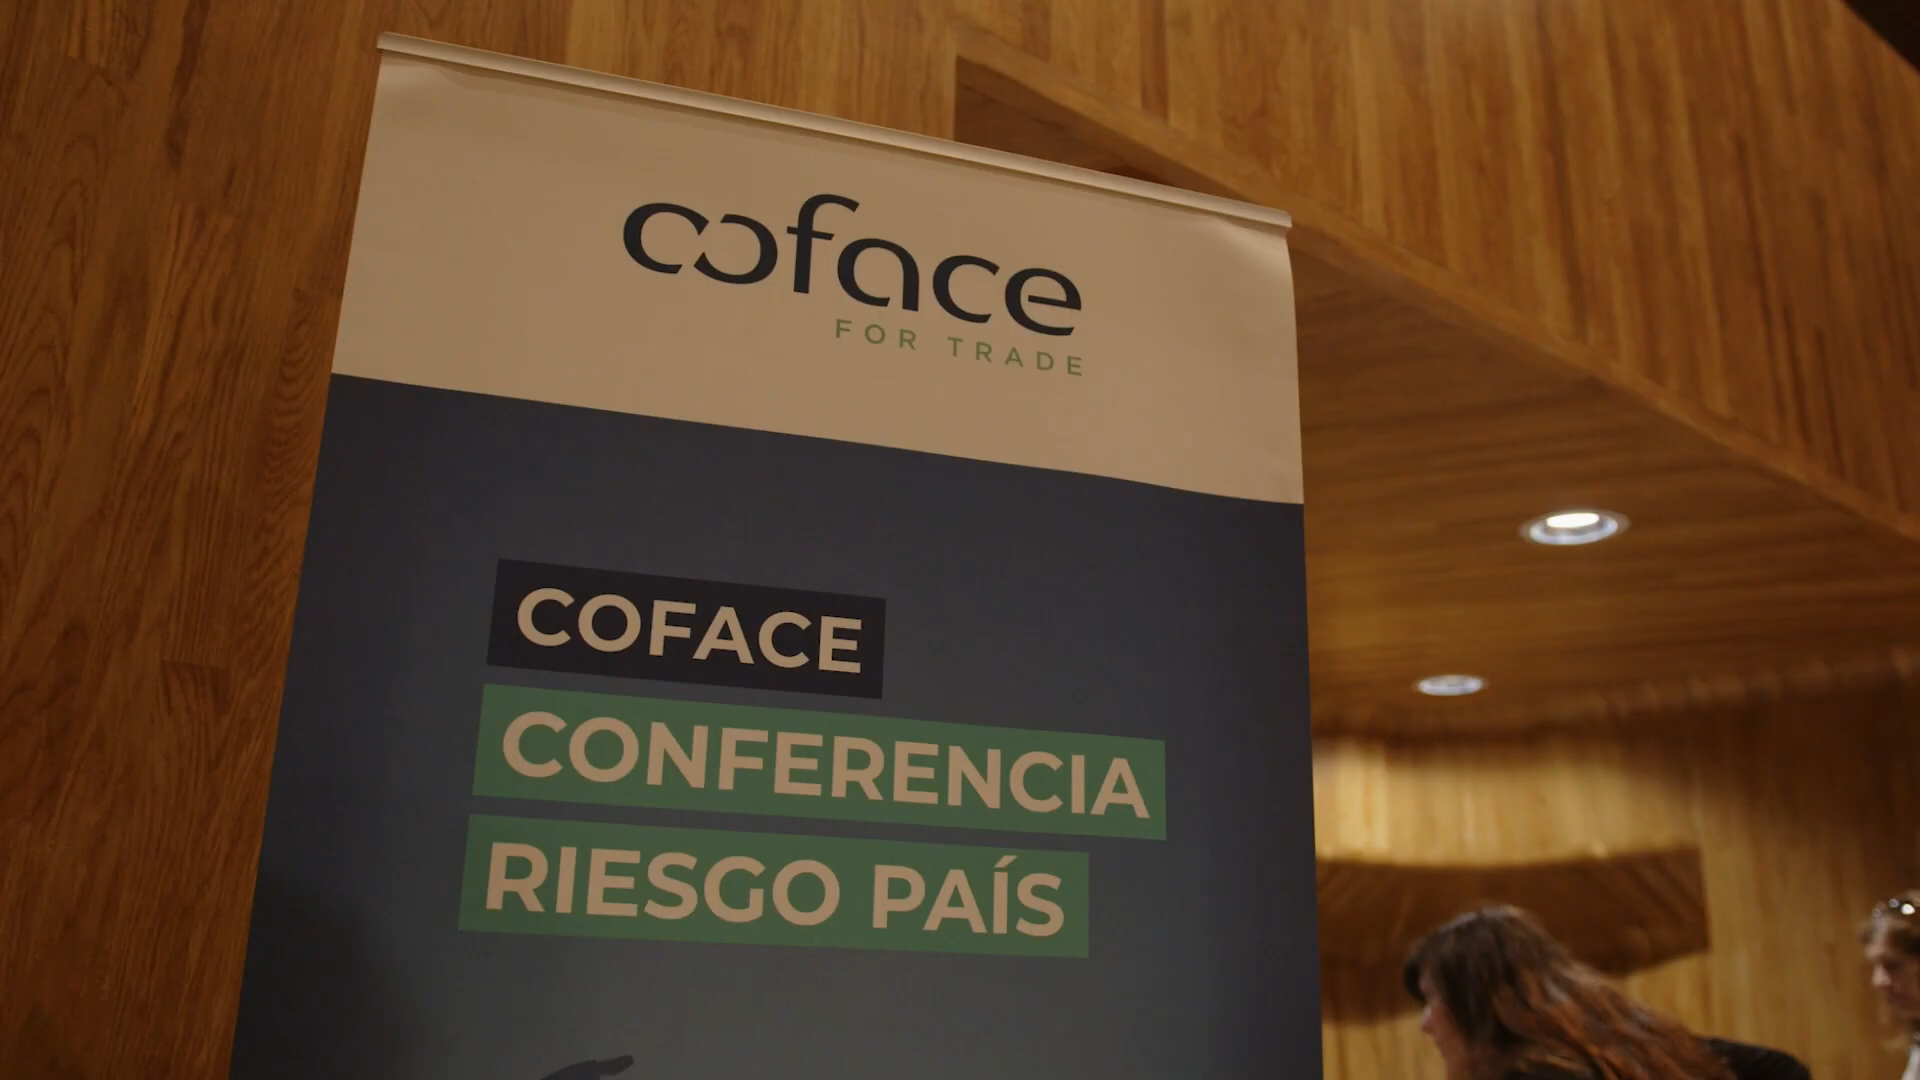 coface
FOR TRADE
COFACE
CONFERENCIA
RIESGO PAÍS